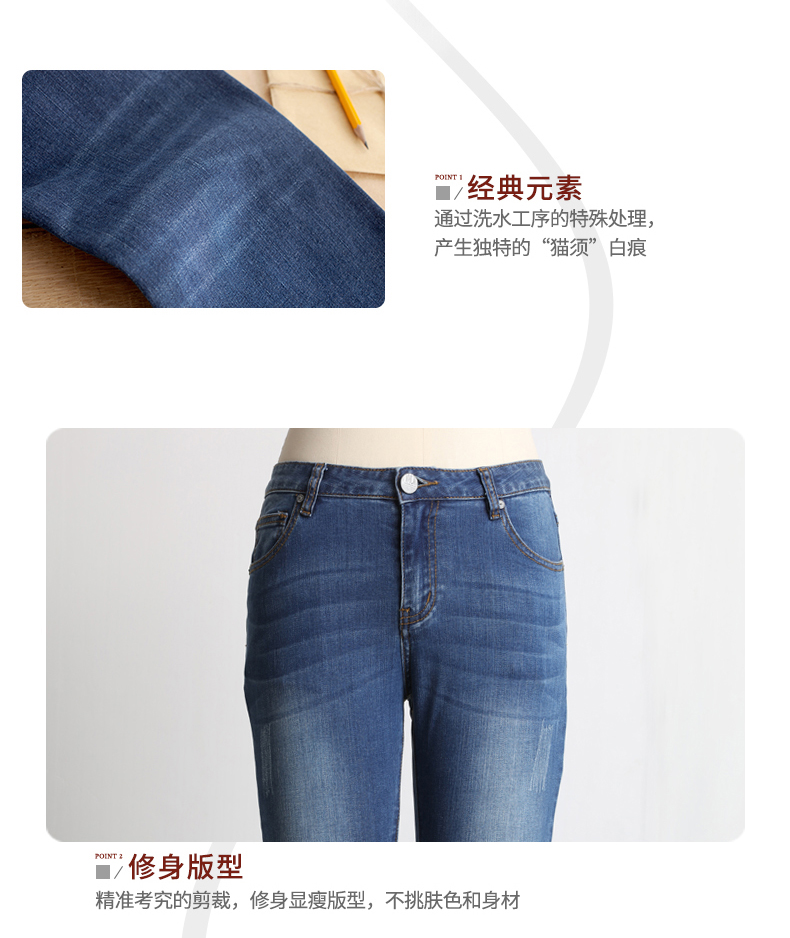 POINT 1
经典元素
通过洗水工序的特殊处理，
产生独特的“猫须”白痕
POINT 2
修身版型
精准考究的剪裁，修身显瘦版型，不挑肤色和身材